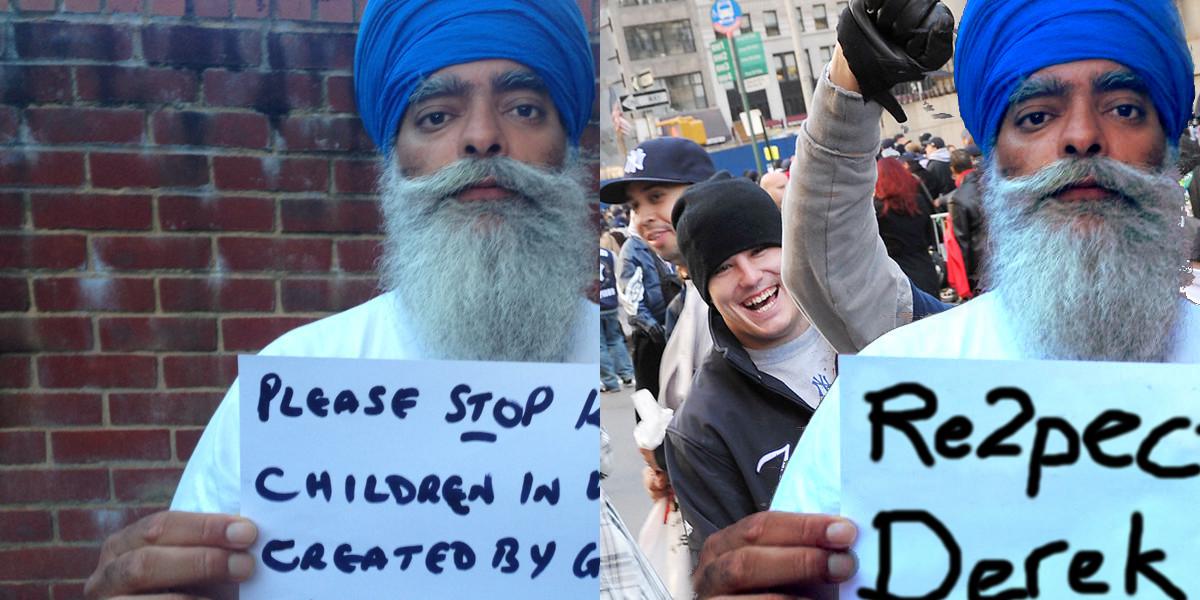 PLEASE STOP
CHILDREN IN
CREATED BY G
Re2pec
Derek